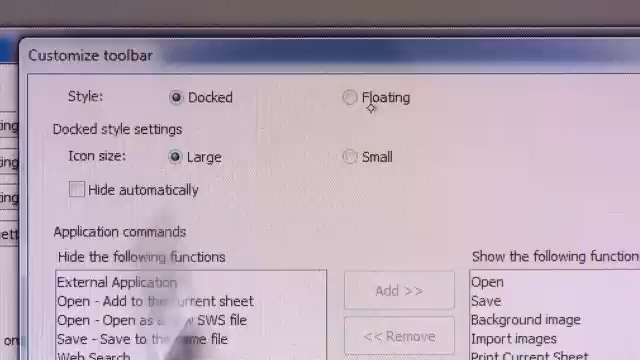 Customize toolbar
Style: Docked Floating
Docked style settings
Icon size: Large Small
Hide automatically
Application commands
Hide the following functions Show the following function
External Application Add >> Open
Open - Add to the current sheet Save
Open - Open as a SWS file Background image
Save - Save to the same file << Remove Import images
Web Search Print Current Sheet